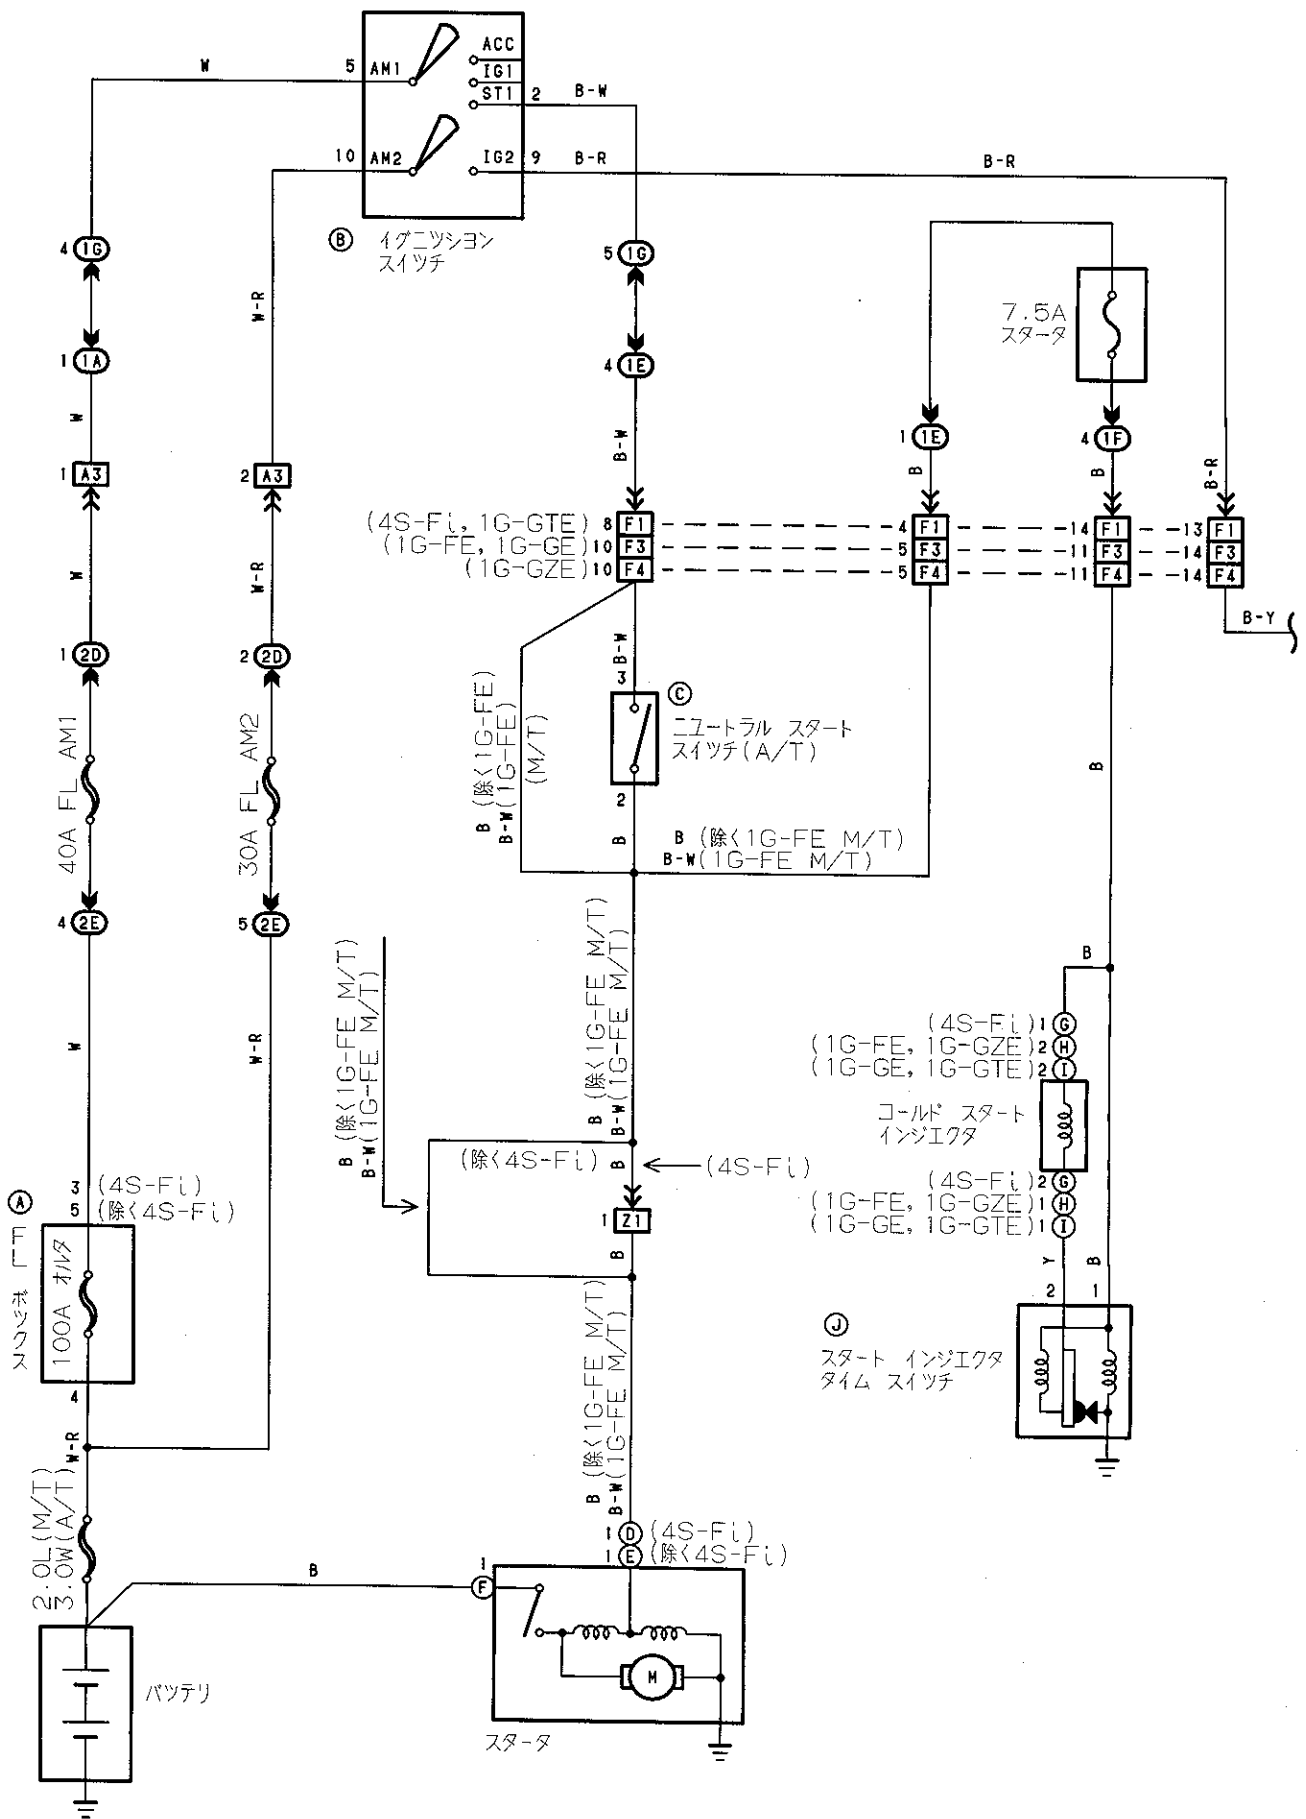 W
5 AM1
ACC
IG1
ST1 2 B-W
10 AM2
IG2 9 B-R
B-R
Ⓑ イグニツシヨン
スイツチ
4 1G
5 1G
W-R
7.5A
スタータ
1 1A
4 1E
W
B-W
1 1E
4 1F
B
B
B-R
1 A3
2 A3
(4S-Fi, 1G-GTE) 8 F1
4 F1
14 F1
13 F1
(1G-FE, 1G-GE) 10 F3
5 F3
11 F3
14 F3
(1G-GZE) 10 F4
5 F4
11 F4
14 F4
B-Y
W
W-R
1 2D
2 2D
B-W
3
Ⓒ
ニユートラル スタート
スイツチ(A/T)
2
B (除く1G-FE)
B-W(1G-FE)
(M/T)
40A FL AM1
30A FL AM2
B
B (除く1G-FE M/T)
B-W(1G-FE M/T)
B
4 2E
5 2E
B (除く1G-FE M/T)
B-W(1G-FE M/T)
B (除く1G-FE M/T)
B-W(1G-FE M/T)
B
W
W-R
(4S-Fi) 1 G
(1G-FE, 1G-GZE) 2 H
(1G-GE, 1G-GTE) 2 I
コールド スタート
インジエクタ
(4S-Fi) 2 G
(1G-FE, 1G-GZE) 1 H
(1G-GE, 1G-GTE) 1 I
(除く4S-Fi)
B
(4S-Fi)
1 Z1
B
3 (4S-Fi)
5 (除く4S-Fi)
Ⓐ
FL ボツクス
100A オルタ
4
Y
B
2
1
Ⓙ
スタート インジエクタ
タイム スイツチ
B (除く1G-FE M/T)
B-W(1G-FE M/T)
W-R
2.0L(M/T)
3.0W(A/T)
1 D (4S-Fi)
1 E (除く4S-Fi)
B
1
F
M
バツテリ
スタータ